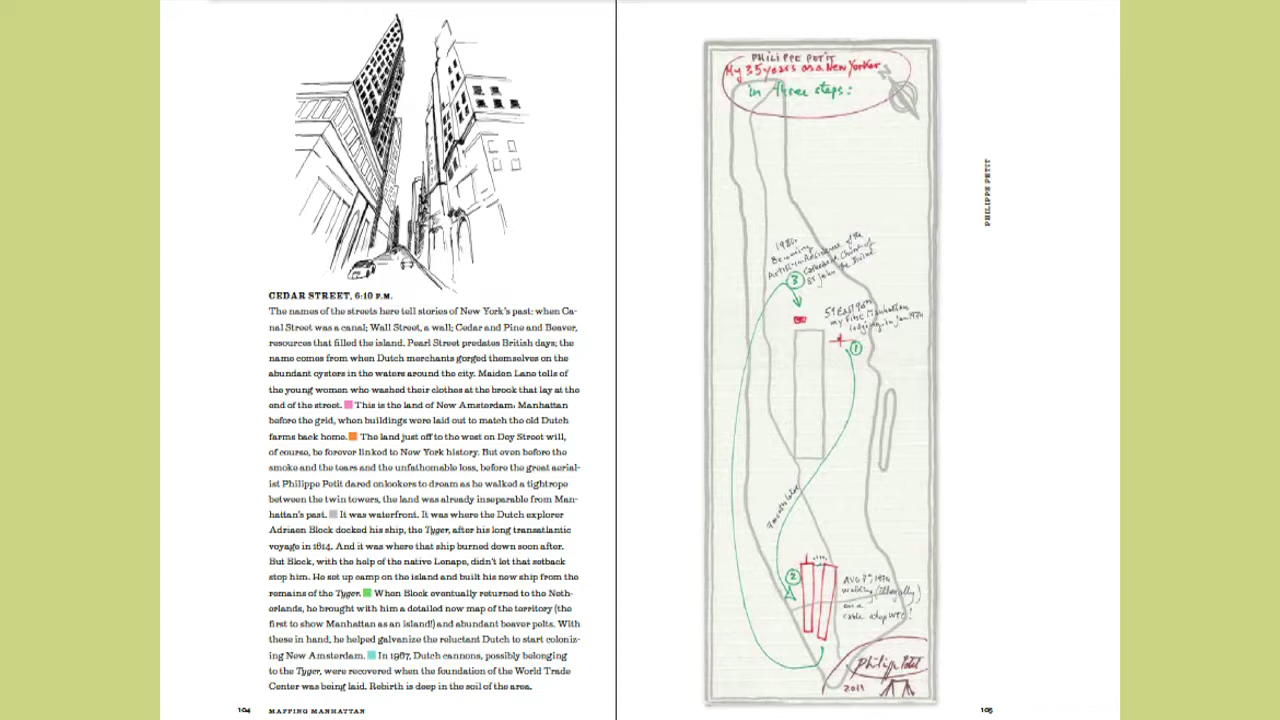 CEDAR STREET, 6:10 P.M.
The names of the streets here tell stories of New York's past: when Ca-
nal Street was a canal; Wall Street, a wall; Cedar and Pine and Beaver,
resources that filled the island. Pearl Street predates British days; the
name comes from when Dutch merchants gorged themselves on the
abundant oysters in the waters around the city. Maiden Lane tells of
the young women who washed their clothes at the brook that lay at the
end of the street. This is the land of New Amsterdam: Manhattan
before the grid, when buildings were laid out to match the old Dutch
farms back home. The land just off to the west on Dey Street will,
of course, be forever linked to New York history. But even before the
smoke and the tears and the unfathomable loss, before the great aerial-
ist Philippe Petit dared onlookers to dream as he walked a tightrope
between the twin towers, the land was already inseparable from Man-
hattan's past. It was waterfront. It was where the Dutch explorer
Adriaen Block docked his ship, the Tyger, after his long transatlantic
voyage in 1614. And it was where that ship burned down soon after.
But Block, with the help of the native Lenape, didn't let that setback
stop him. He set up camp on the island and built his new ship from the
remains of the Tyger. When Block eventually returned to the Neth-
erlands, he brought with him a detailed new map of the territory (the
first to show Manhattan as an island!) and abundant beaver pelts. With
these in hand, he helped galvanize the reluctant Dutch to start coloniz-
ing New Amsterdam. In 1967, Dutch cannons, possibly belonging
to the Tyger, were recovered when the foundation of the World Trade
Center was being laid. Rebirth is deep in the soil of the area.
104 MAPPING MANHATTAN
PHILIPPE PETIT
My 35 years as a New Yorker
in three steps:
N
1980:
Becoming
Artist-in-Residence of the
Cathedral Church of
St John the Divine
3
my first Manhattan
lodging in Jan 1974
1
7 months later
2
AUG 7th, 1974
walking (illegally)
on a
cable atop WTC!
Philippe Petit
2011
PHILIPPE PETIT
105